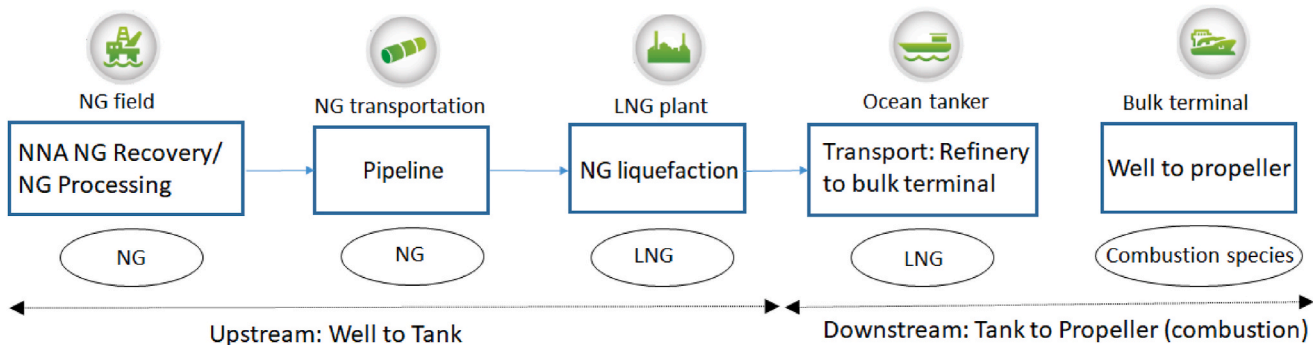 NG field
NG transportation
LNG plant
Ocean tanker
Bulk terminal
NNA NG Recovery/
NG Processing
Pipeline
NG liquefaction
Transport: Refinery
to bulk terminal
Well to propeller
NG
NG
LNG
LNG
Combustion species
Upstream: Well to Tank
Downstream: Tank to Propeller (combustion)